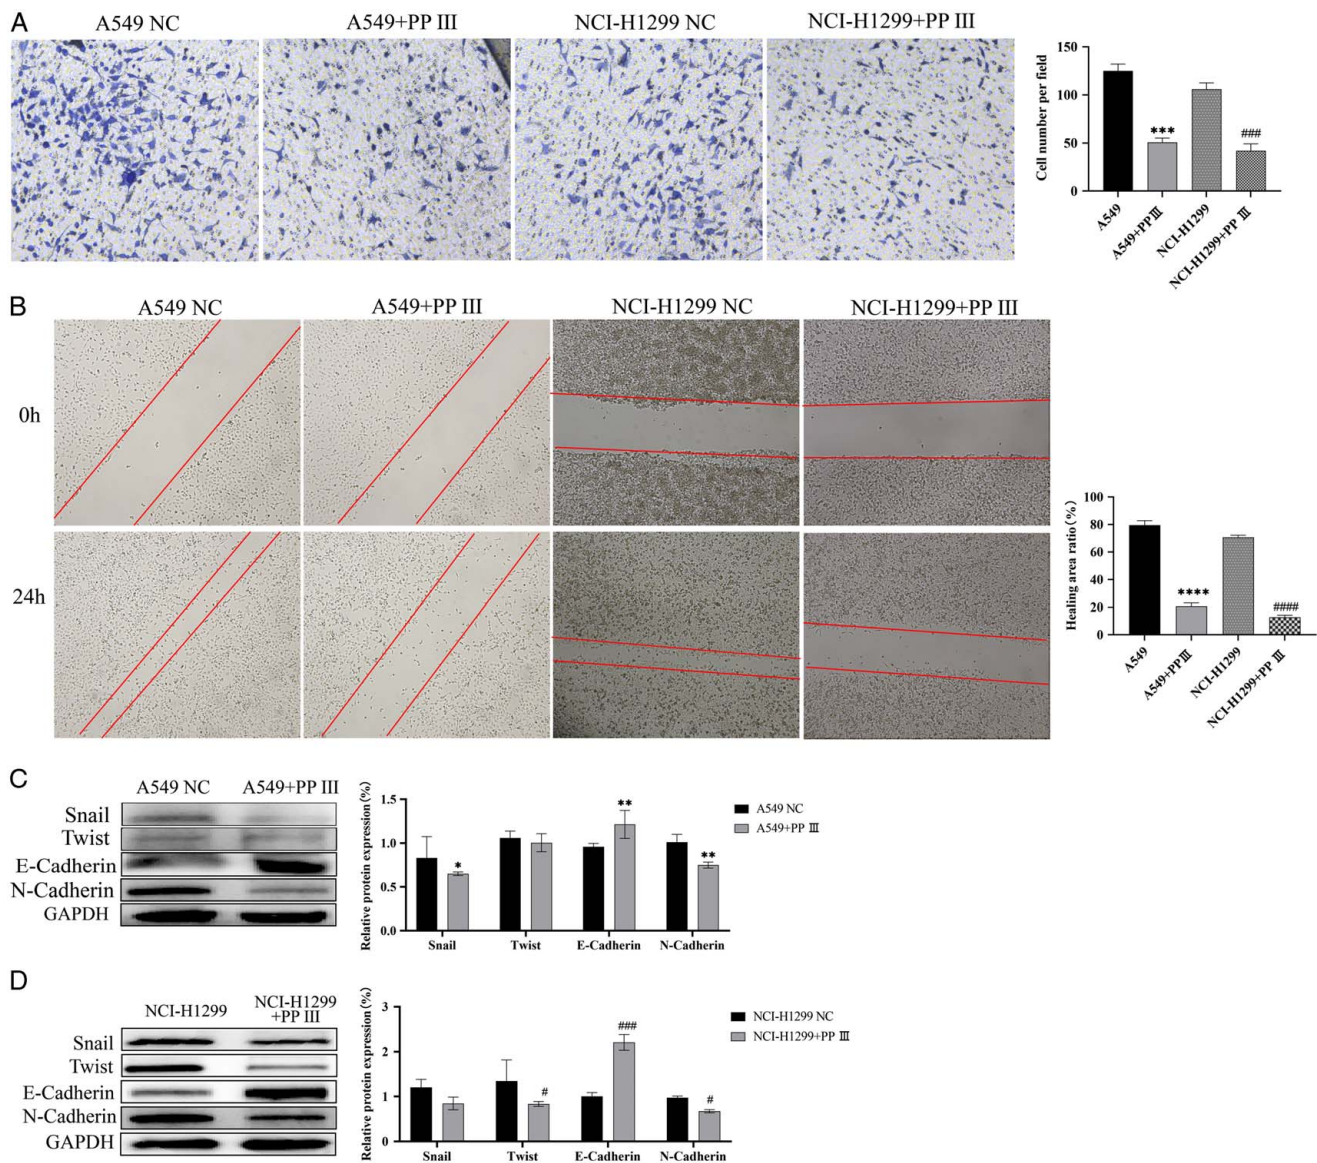 A
A549 NC
A549+PP III
NCI-H1299 NC
NCI-H1299+PP III
Cell number per field
150
100
50
0
***
###
A549
A549+PP III
NCI-H1299
NCI-H1299+PP III
B
A549 NC
A549+PP III
NCI-H1299 NC
NCI-H1299+PP III
0h
24h
Healing area ratio(%)
100
80
60
40
20
0
****
####
A549
A549+PP III
NCI-H1299
NCI-H1299+PP III
C
A549 NC
A549+PP III
Snail
Twist
E-Cadherin
N-Cadherin
GAPDH
Relative protein expression(%)
1.5
1.0
0.5
0.0
*
**
**
Snail
Twist
E-Cadherin
N-Cadherin
A549 NC
A549+PP III
D
NCI-H1299
NCI-H1299
+PP III
Snail
Twist
E-Cadherin
N-Cadherin
GAPDH
Relative protein expression(%)
3
2
1
0
#
###
#
Snail
Twist
E-Cadherin
N-Cadherin
NCI-H1299 NC
NCI-H1299+PP III